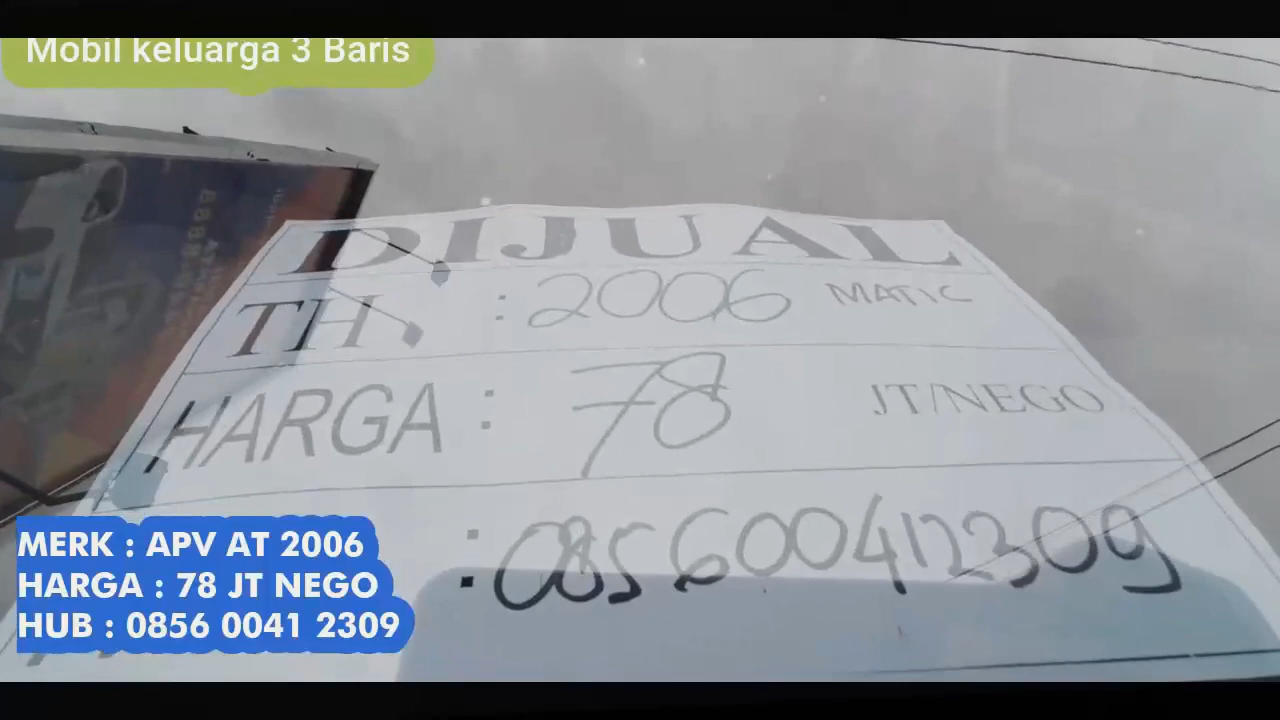 Mobil keluarga 3 Baris
DIJUAL
TH : 2006 MATIC
HARGA : 78 JT/NEGO
: 085600412309
MERK : APV AT 2006
HARGA : 78 JT NEGO
HUB : 0856 0041 2309